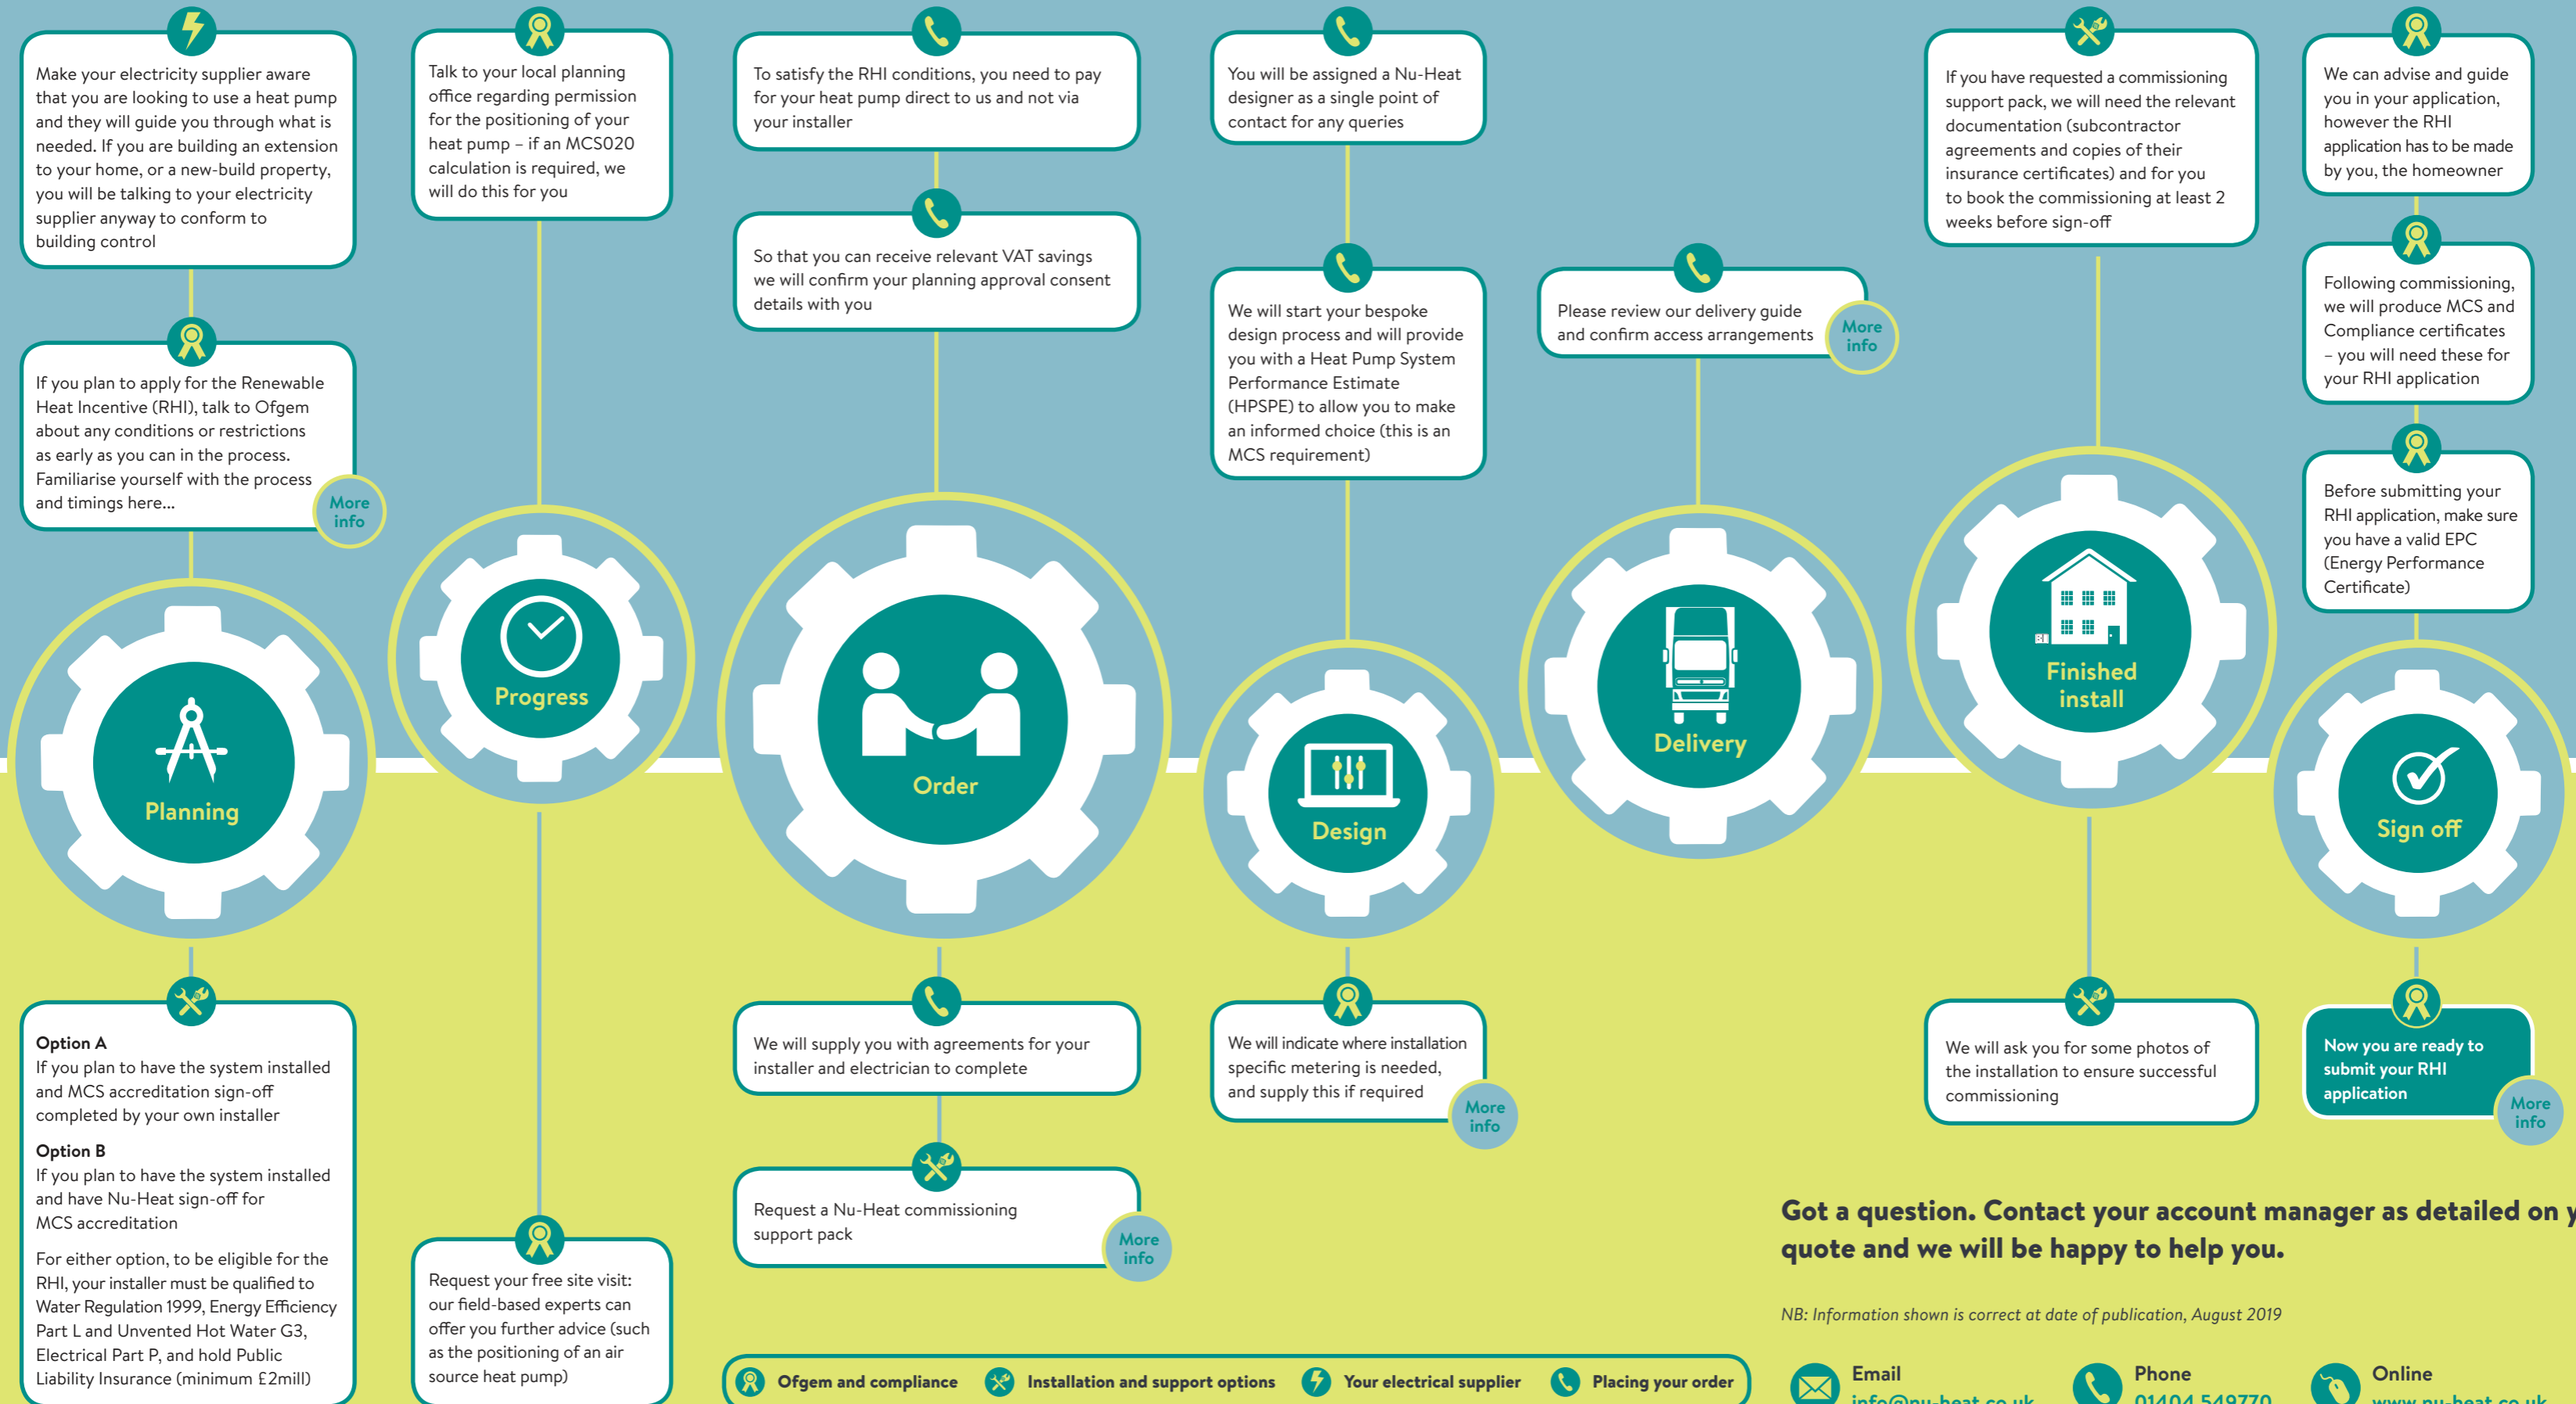 Make your electricity supplier aware
that you are looking to use a heat pump
and they will guide you through what is
needed. If you are building an extension
to your home, or a new-build property,
you will be talking to your electricity
supplier anyway to conform to
building control
If you plan to apply for the Renewable
Heat Incentive (RHI), talk to Ofgem
about any conditions or restrictions
as early as you can in the process.
Familiarise yourself with the process
and timings here...
More
info
Planning
Option A
If you plan to have the system installed
and MCS accreditation sign-off
completed by your own installer
Option B
If you plan to have the system installed
and have Nu-Heat sign-off for
MCS accreditation
For either option, to be eligible for the
RHI, your installer must be qualified to
Water Regulation 1999, Energy Efficiency
Part L and Unvented Hot Water G3,
Electrical Part P, and hold Public
Liability Insurance (minimum £2mill)
Talk to your local planning
office regarding permission
for the positioning of your
heat pump – if an MCS020
calculation is required, we
will do this for you
Progress
Request your free site visit:
our field-based experts can
offer you further advice (such
as the positioning of an air
source heat pump)
To satisfy the RHI conditions, you need to pay
for your heat pump direct to us and not via
your installer
So that you can receive relevant VAT savings
we will confirm your planning approval consent
details with you
Order
We will supply you with agreements for your
installer and electrician to complete
Request a Nu-Heat commissioning
support pack
More
info
You will be assigned a Nu-Heat
designer as a single point of
contact for any queries
We will start your bespoke
design process and will provide
you with a Heat Pump System
Performance Estimate
(HPSPE) to allow you to make
an informed choice (this is an
MCS requirement)
Design
We will indicate where installation
specific metering is needed,
and supply this if required
More
info
Please review our delivery guide
and confirm access arrangements
More
info
Delivery
If you have requested a commissioning
support pack, we will need the relevant
documentation (subcontractor
agreements and copies of their
insurance certificates) and for you
to book the commissioning at least 2
weeks before sign-off
Finished
install
We will ask you for some photos of
the installation to ensure successful
commissioning
We can advise and guide
you in your application,
however the RHI
application has to be made
by you, the homeowner
Following commissioning,
we will produce MCS and
Compliance certificates
– you will need these for
your RHI application
Before submitting your
RHI application, make sure
you have a valid EPC
(Energy Performance
Certificate)
Sign off
Now you are ready to
submit your RHI
application
More
info
Got a question. Contact your account manager as detailed on y
quote and we will be happy to help you.
NB: Information shown is correct at date of publication, August 2019
Ofgem and compliance
Installation and support options
Your electrical supplier
Placing your order
Email
info@nu-heat.co.uk
Phone
01404 549770
Online
www.nu-heat.co.uk